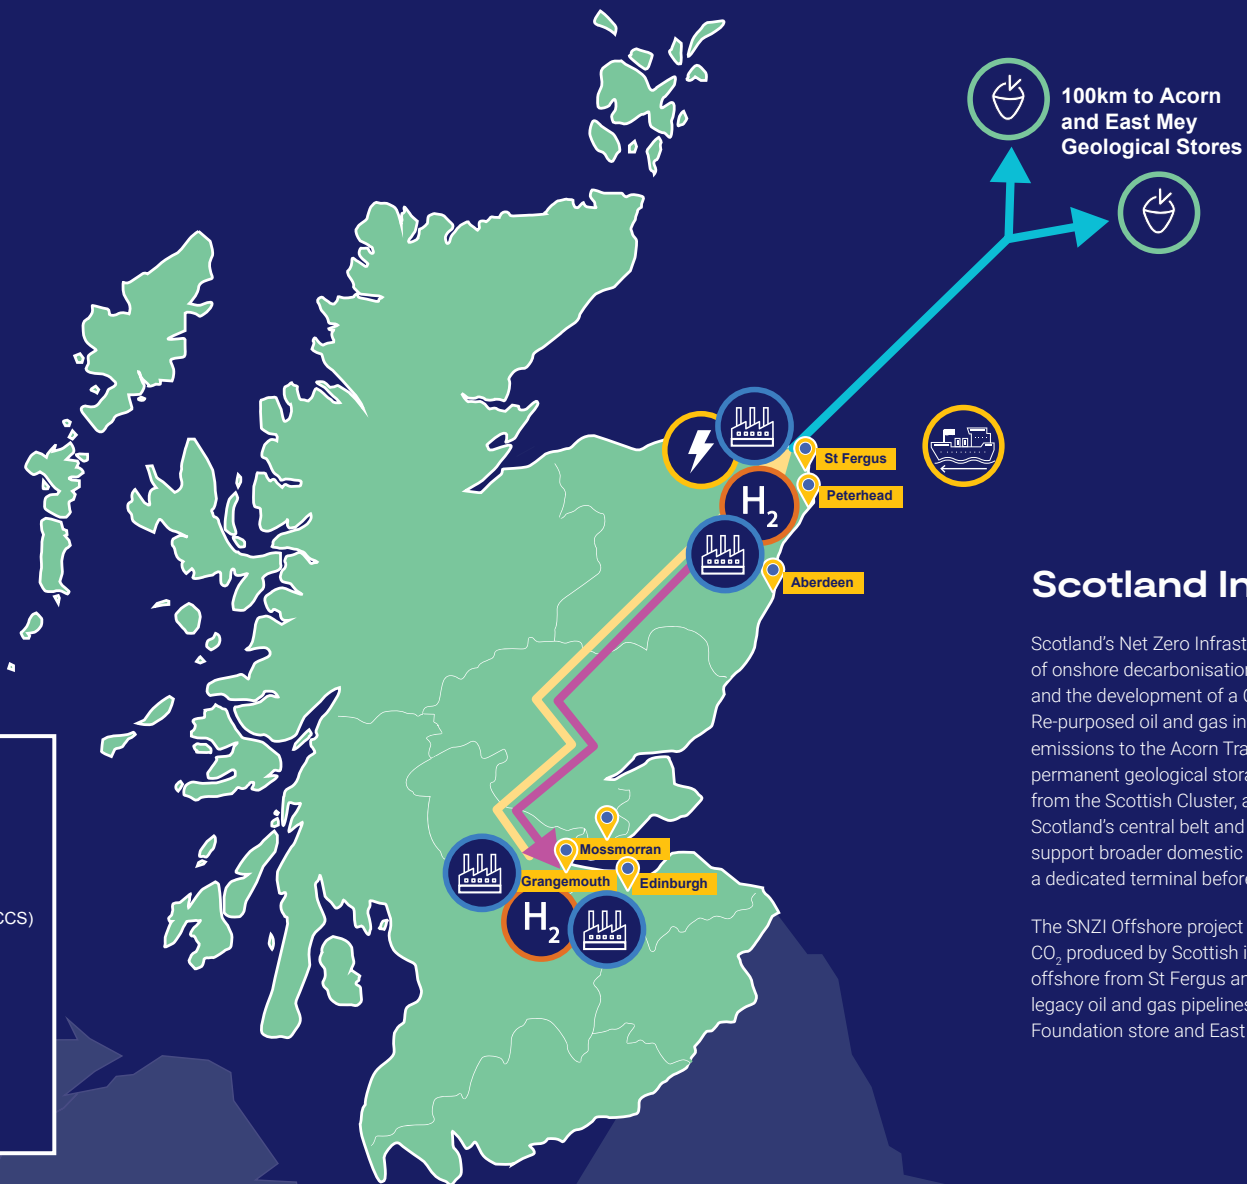 100km to Acorn
and East Mey
Geological Stores
St Fergus
H2
Peterhead
Aberdeen
Mossmorran
Grangemouth
Edinburgh
H2
CCS)
Scotland In
Scotland's Net Zero Infrast
of onshore decarbonisation
and the development of a
Re-purposed oil and gas in
emissions to the Acorn Tra
permanent geological stora
from the Scottish Cluster, a
Scotland's central belt and
support broader domestic
a dedicated terminal before
The SNZI Offshore project
CO2 produced by Scottish i
offshore from St Fergus an
legacy oil and gas pipelines
Foundation store and East